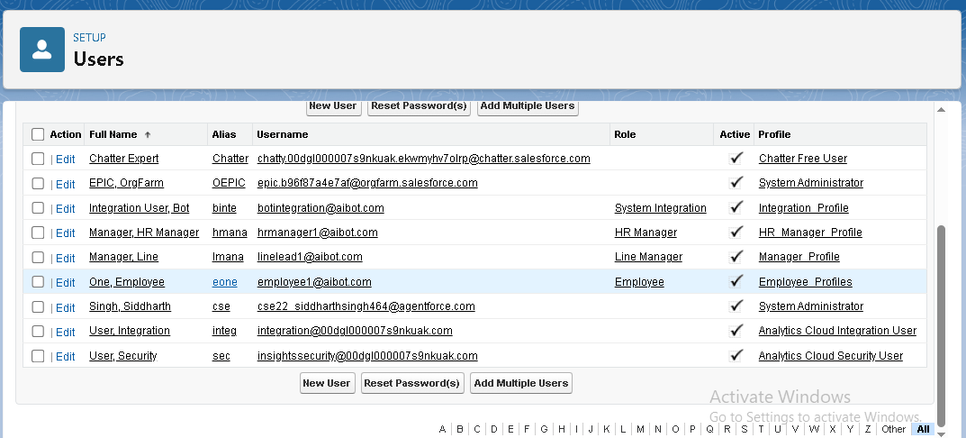 SETUP
Users
New User Reset Password(s) Add Multiple Users
Action Full Name ↑ Alias Username Role Active Profile
| Edit Chatter Expert Chatter chatty.00dgl000007s9nkuak.ekwmyhv7olrp@chatter.salesforce.com Chatter Free User
| Edit EPIC, OrgFarm OEPIC epic.b96f87a4e7af@orgfarm.salesforce.com System Administrator
| Edit Integration User, Bot binte botintegration@aibot.com System Integration Integration_Profile
| Edit Manager, HR Manager hmana hrmanager1@aibot.com HR Manager HR_Manager_Profile
| Edit Manager, Line lmana linelead1@aibot.com Line Manager Manager_Profile
| Edit One, Employee eone employee1@aibot.com Employee Employee_Profiles
| Edit Singh, Siddharth cse cse22_siddharthsingh464@agentforce.com System Administrator
| Edit User, Integration integ integration@00dgl000007s9nkuak.com Analytics Cloud Integration User
| Edit User, Security sec insightssecurity@00dgl000007s9nkuak.com Analytics Cloud Security User
New User Reset Password(s) Add Multiple Users
Activate Windows
Go to Settings to activate Windows.
A B C D E F G H I J K L M N O P Q R S T U V W X Y Z Other All